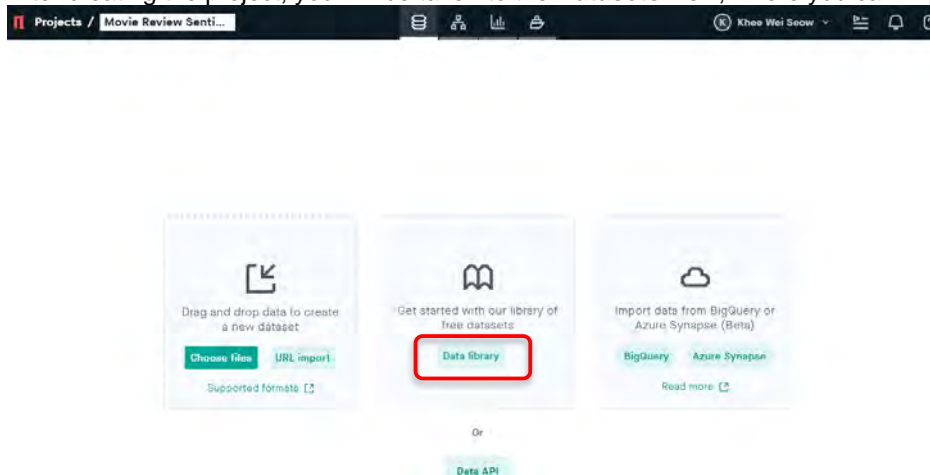 Projects / Movie Review Senti...
K Khee Wei Seow
Drag and drop data to create
a new dataset
Choose files URL import
Supported formats
Get started with our library of
free datasets
Data library
Import data from BigQuery or
Azure Synapse (Beta)
BigQuery Azure Synapse
Read more
Or
Data API